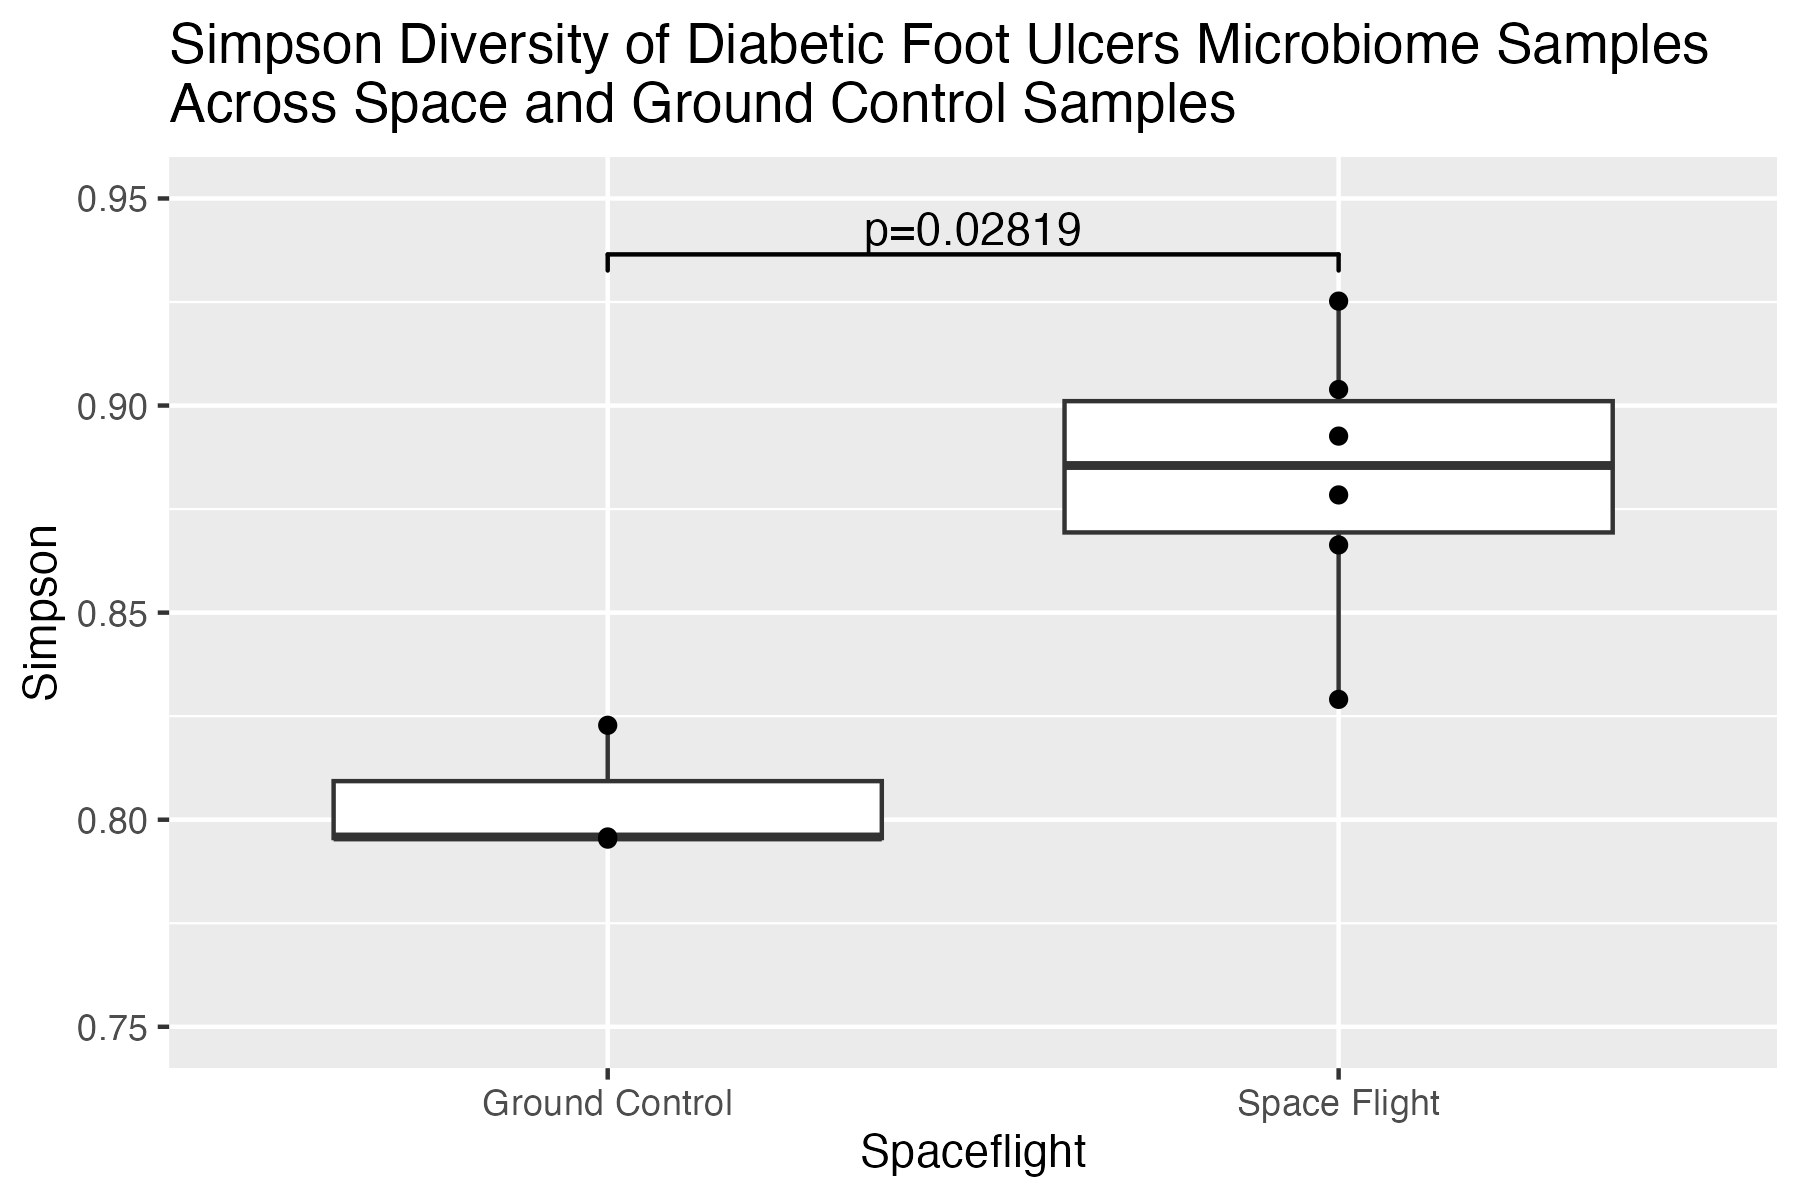 Simpson Diversity of Diabetic Foot Ulcers Microbiome Samples
Across Space and Ground Control Samples
0.95
p=0.02819
0.90
0.85
Simpson
0.80
0.75
Ground Control
Space Flight
Spaceflight